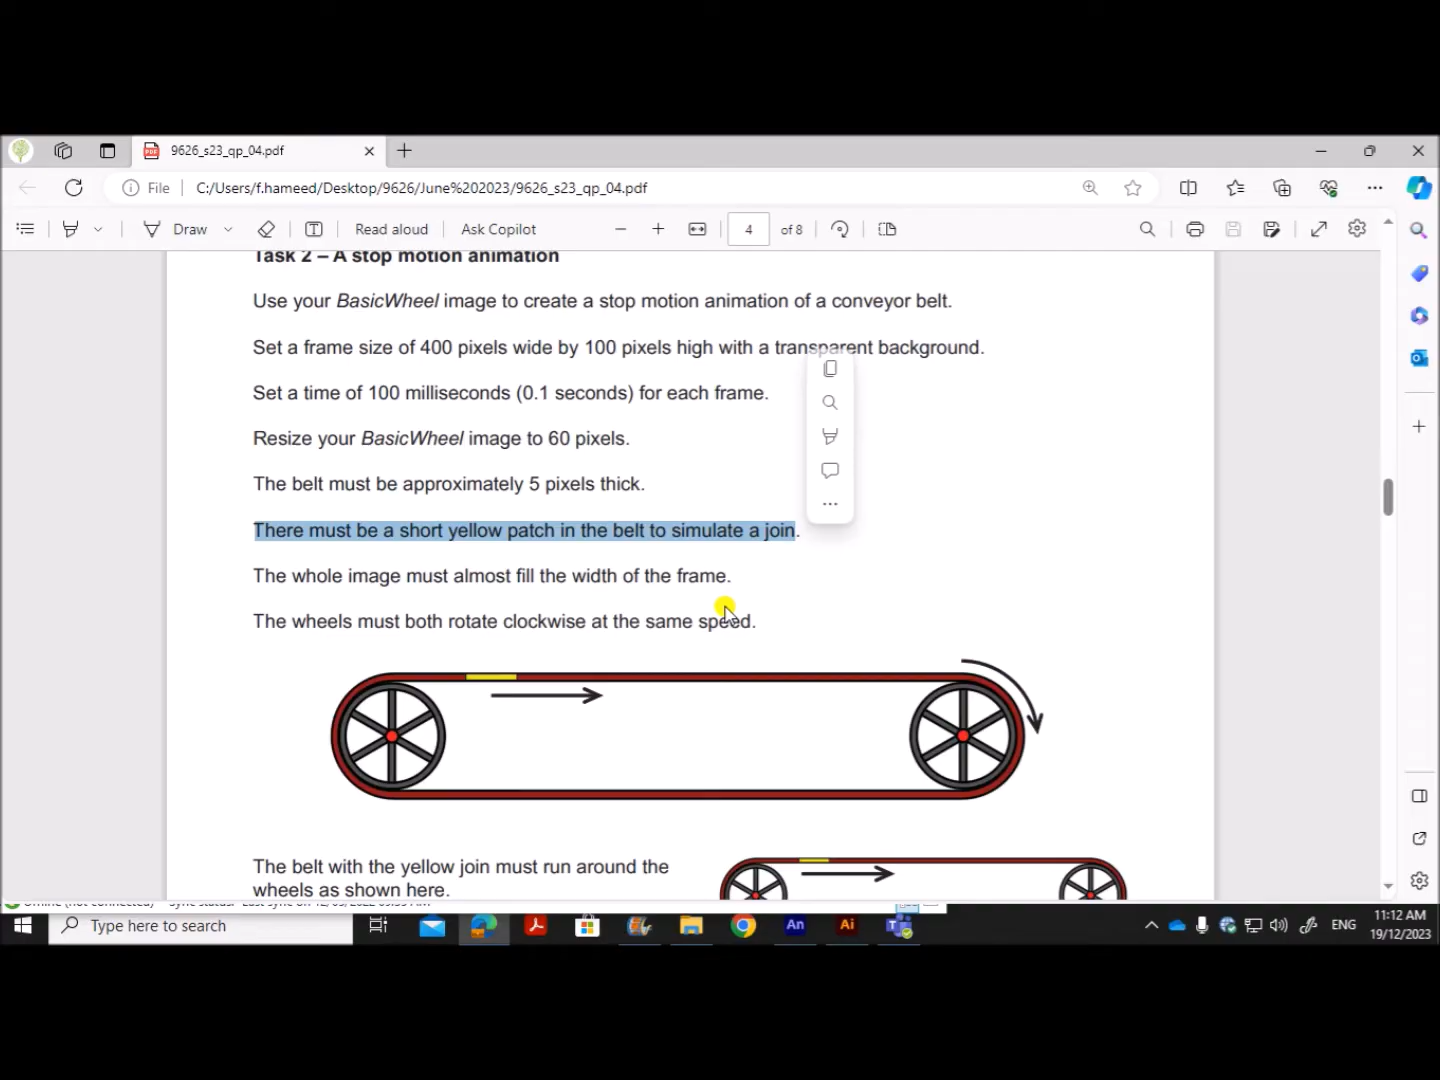 9626_s23_qp_04.pdf
File
C:/Users/f.hameed/Desktop/9626/June%202023/9626_s23_qp_04.pdf
Draw
Read aloud
Ask Copilot
4 of 8
Task 2 – A stop motion animation
Use your BasicWheel image to create a stop motion animation of a conveyor belt.
Set a frame size of 400 pixels wide by 100 pixels high with a transparent background.
Set a time of 100 milliseconds (0.1 seconds) for each frame.
Resize your BasicWheel image to 60 pixels.
The belt must be approximately 5 pixels thick.
There must be a short yellow patch in the belt to simulate a join.
The whole image must almost fill the width of the frame.
The wheels must both rotate clockwise at the same speed.
The belt with the yellow join must run around the
wheels as shown here.
Type here to search
An
Ai
ENG
11:12 AM
19/12/2023